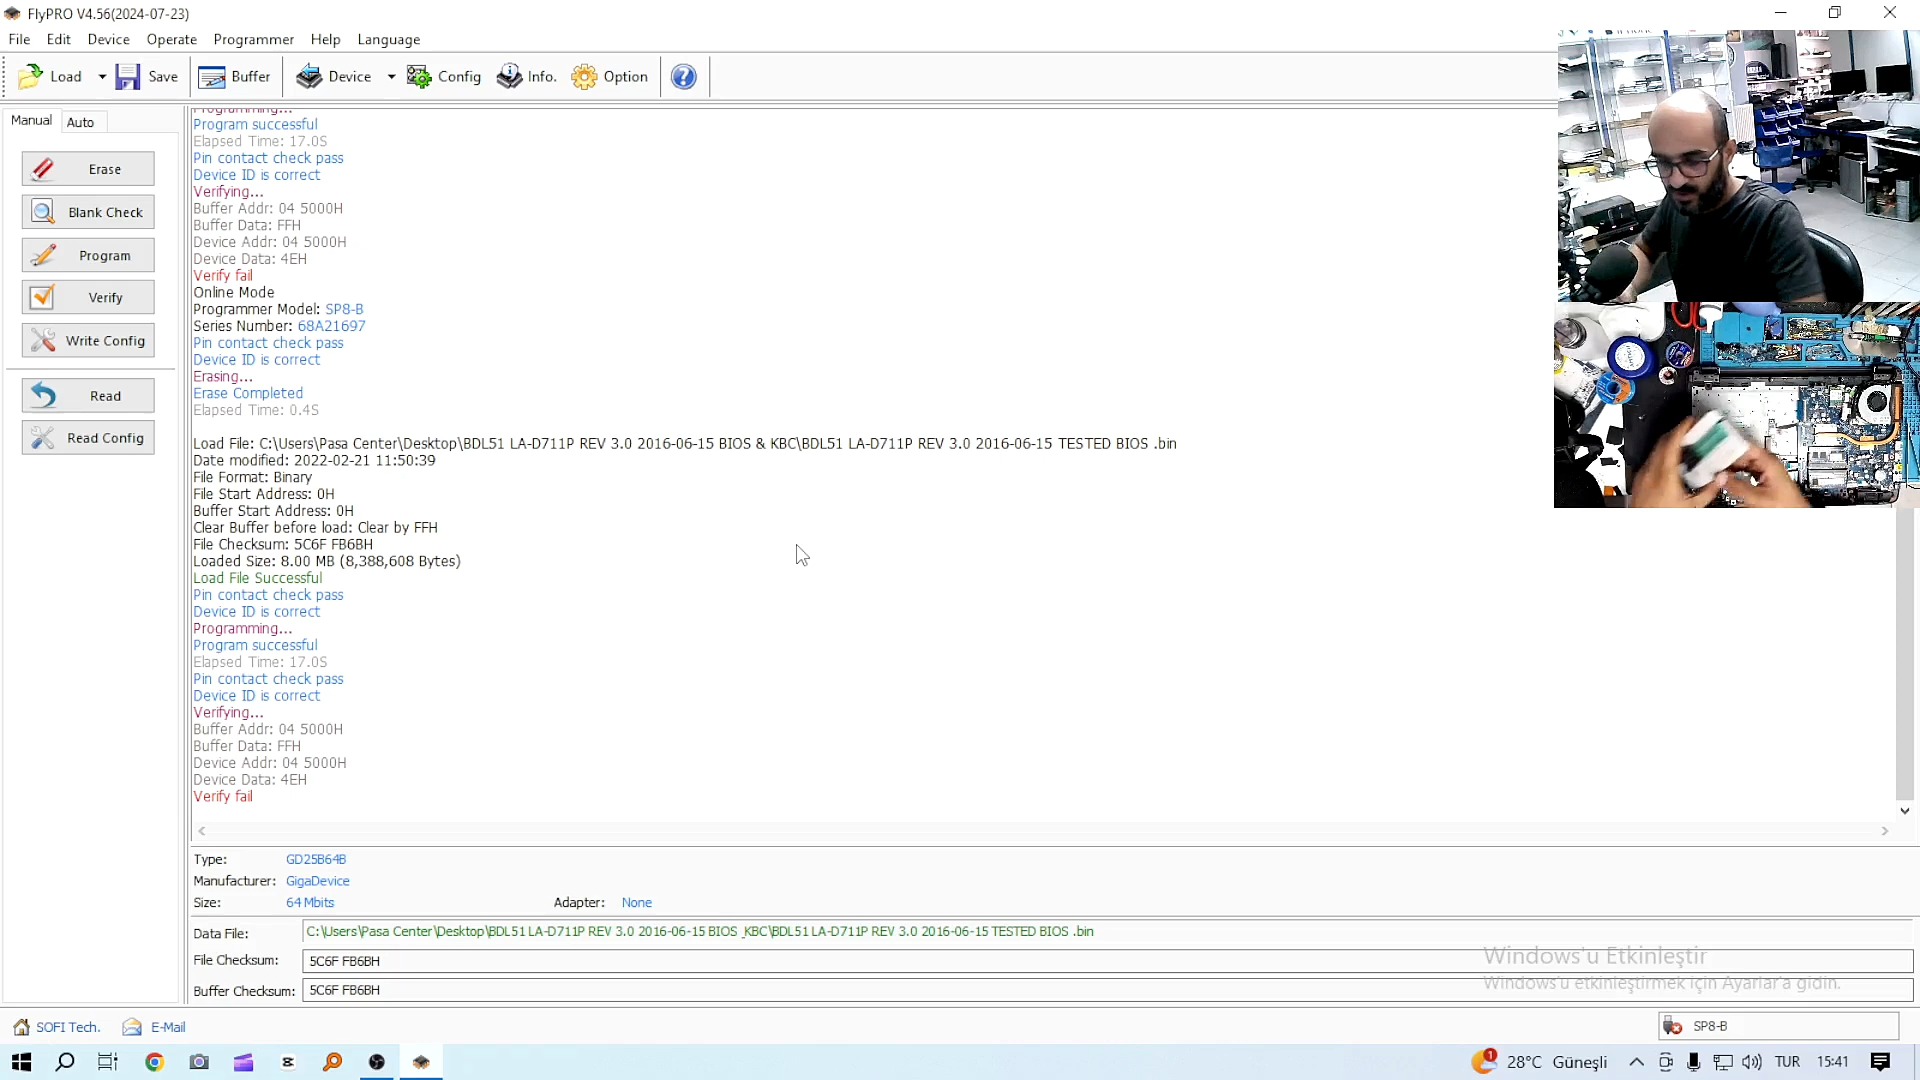 FlyPRO V4.56(2024-07-23)
File Edit Device Operate Programmer Help Language
Load Save Buffer Device Config Info. Option
Manual Auto
Erase
Blank Check
Program
Verify
Write Config
Read
Read Config
Programming...
Program successful
Elapsed Time: 17.0S
Pin contact check pass
Device ID is correct
Verifying...
Buffer Addr: 04 5000H
Buffer Data: FFH
Device Addr: 04 5000H
Device Data: 4EH
Verify fail
Online Mode
Programmer Model: SP8-B
Series Number: 68A21697
Pin contact check pass
Device ID is correct
Erasing...
Erase Completed
Elapsed Time: 0.4S
Load File: C:\Users\Pasa Center\Desktop\BDL51 LA-D711P REV 3.0 2016-06-15 BIOS & KBC\BDL51 LA-D711P REV 3.0 2016-06-15 TESTED BIOS .bin
Date modified: 2022-02-21 11:50:39
File Format: Binary
File Start Address: 0H
Buffer Start Address: 0H
Clear Buffer before load: Clear by FFH
File Checksum: 5C6F FB6BH
Loaded Size: 8.00 MB (8,388,608 Bytes)
Load File Successful
Pin contact check pass
Device ID is correct
Programming...
Program successful
Elapsed Time: 17.0S
Pin contact check pass
Device ID is correct
Verifying...
Buffer Addr: 04 5000H
Buffer Data: FFH
Device Addr: 04 5000H
Device Data: 4EH
Verify fail
Type: GD25B64B
Manufacturer: GigaDevice
Size: 64 Mbits Adapter: None
Data File: C:\Users\Pasa Center\Desktop\BDL51 LA-D711P REV 3.0 2016-06-15 BIOS _KBC\BDL51 LA-D711P REV 3.0 2016-06-15 TESTED BIOS .bin
File Checksum: 5C6F FB6BH
Buffer Checksum: 5C6F FB6BH
Windows'u Etkinleştir
Windows'u etkinleştirmek için Ayarlar'a gidin.
SOFI Tech. E-Mail SP8-B
1 28°C Güneşli TUR 15:41